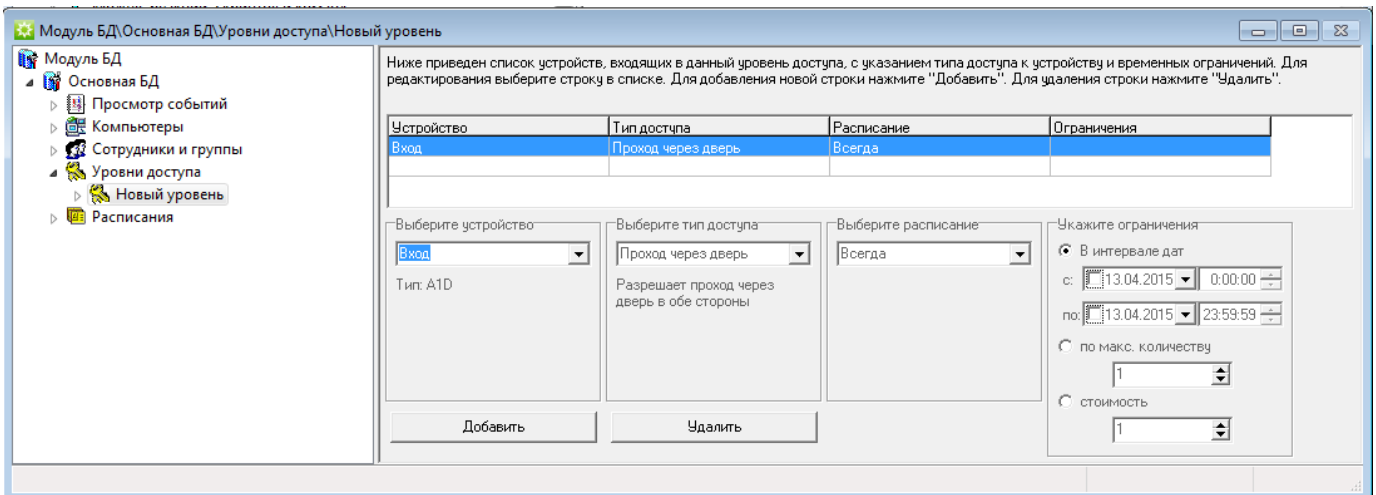 Модуль БД\Основная БД\Уровни доступа\Новый уровень
Модуль БД
Основная БД
Просмотр событий
Компьютеры
Сотрудники и группы
Уровни доступа
Новый уровень
Расписания
Ниже приведен список устройств, входящих в данный уровень доступа, с указанием типа доступа к устройству и временных ограничений. Для
редактирования выберите строку в списке. Для добавления новой строки нажмите "Добавить". Для удаления строки нажмите "Удалить".
Устройство Тип доступа Расписание Ограничения
Вход Проход через дверь Всегда
Выберите устройство
Вход
Тип: A1D
Выберите тип доступа
Проход через дверь
Разрешает проход через
дверь в обе стороны
Выберите расписание
Всегда
Укажите ограничения
В интервале дат
с: 13.04.2015 0:00:00
по: 13.04.2015 23:59:59
по макс. количеству
1
стоимость
1
Добавить
Удалить